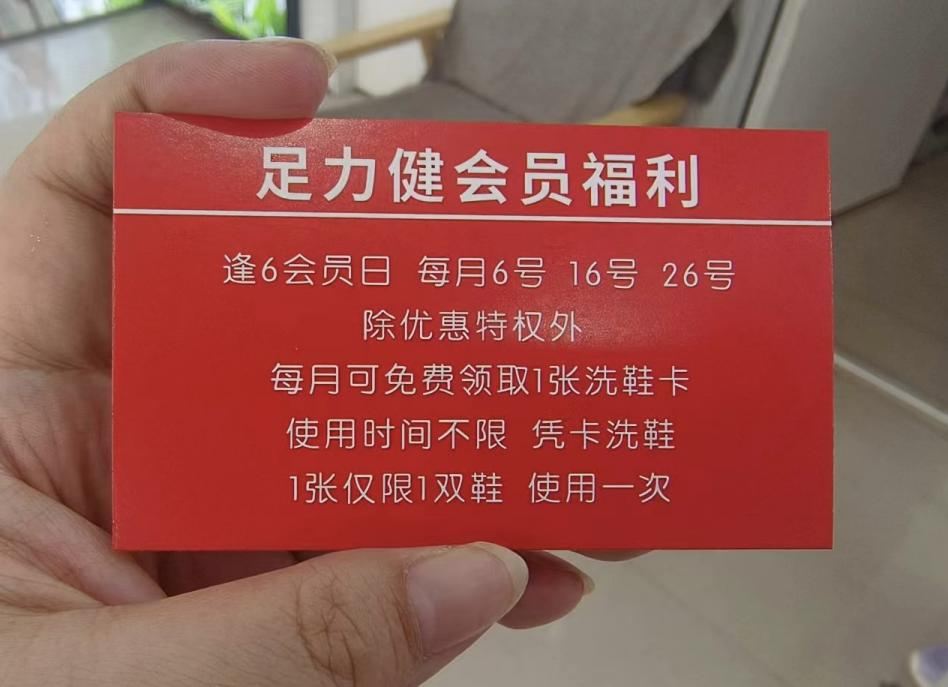 足力健会员福利
逢6会员日 每月6号 16号 26号
除优惠特权外
每月可免费领取1张洗鞋卡
使用时间不限 凭卡洗鞋
1张仅限1双鞋 使用一次